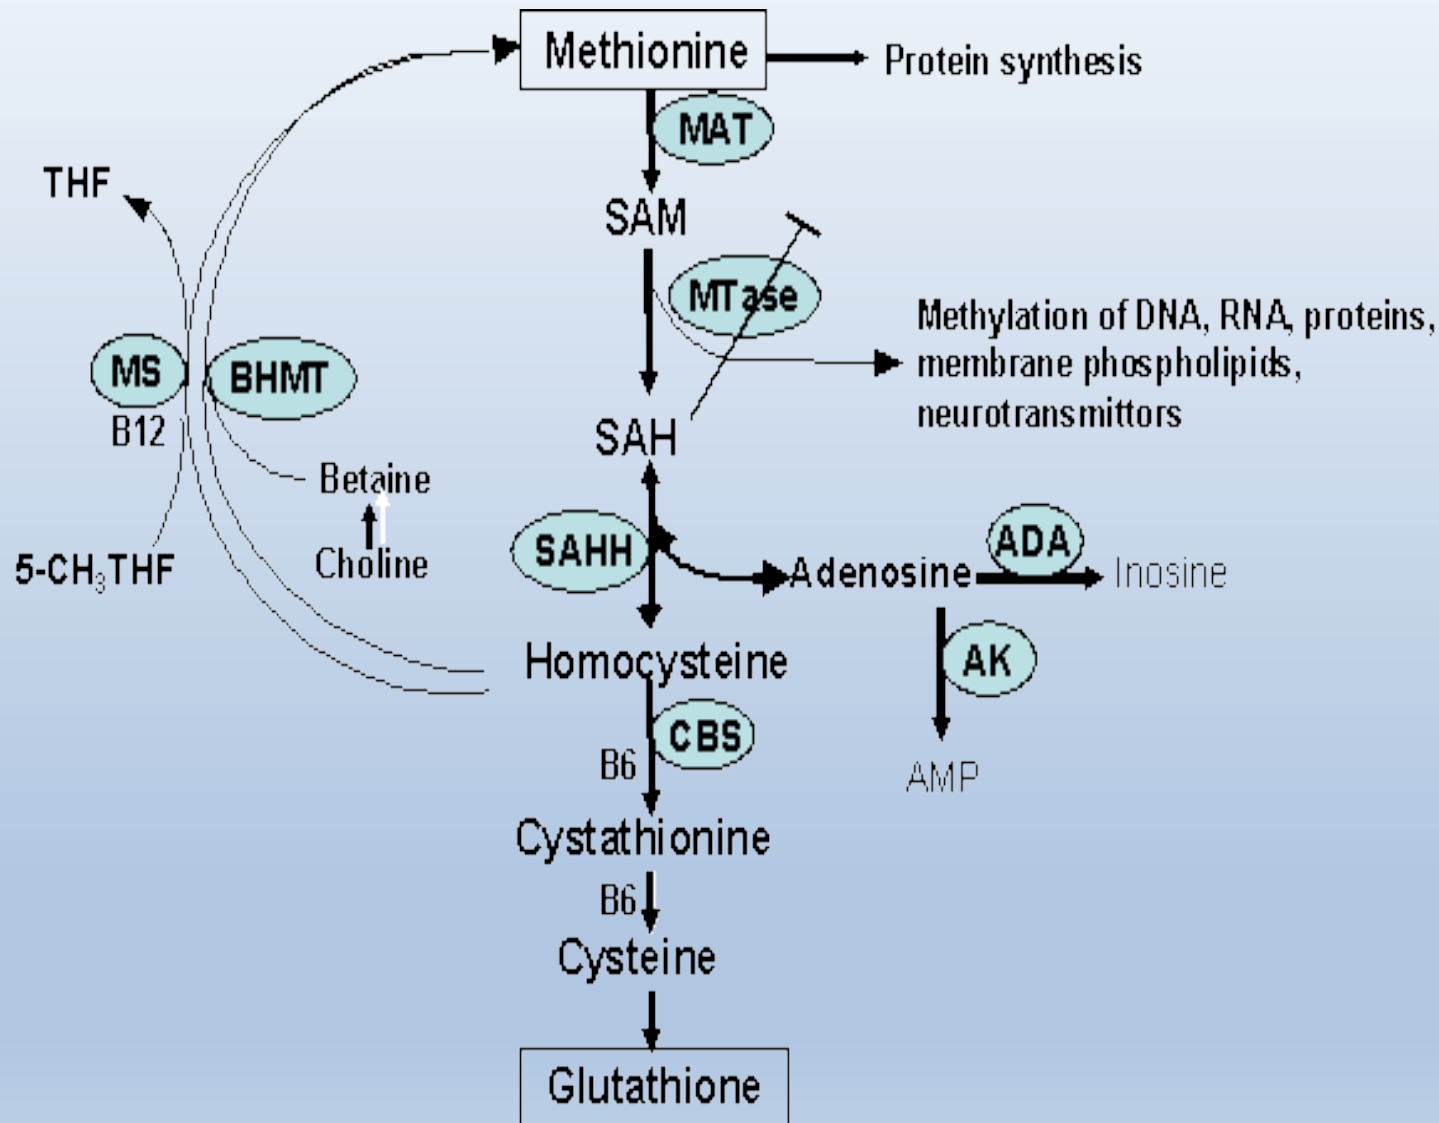 Methionine
Protein synthesis
MAT
THF
SAM
MTase
Methylation of DNA, RNA, proteins,
membrane phospholipids,
neurotransmittors
MS
BHMT
B12
SAH
Betaine
Choline
5-CH₃THF
SAHH
Adenosine
ADA
Inosine
Homocysteine
AK
CBS
B6
AMP
Cystathionine
B6
Cysteine
Glutathione